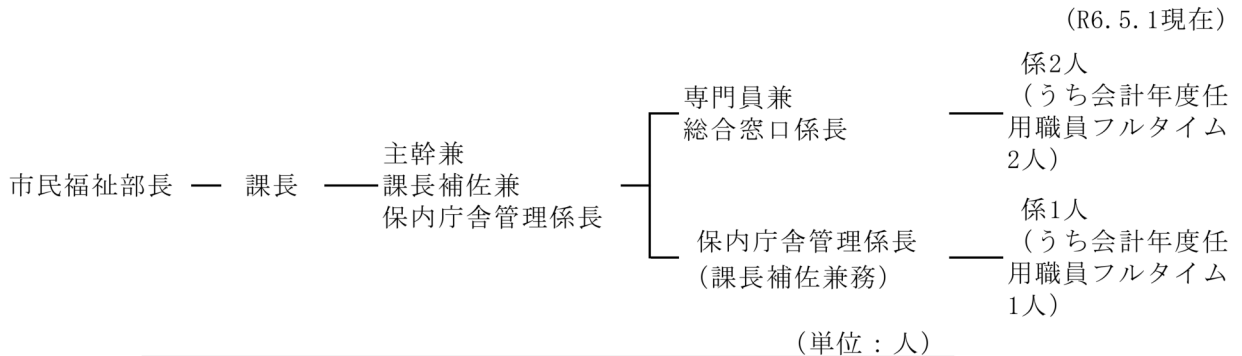 (R6.5.1現在)
市民福祉部長
課長
主幹兼
課長補佐兼
保内庁舎管理係長
専門員兼
総合窓口係長
係2人
(うち会計年度任
用職員フルタイム
2人)
保内庁舎管理係長
(課長補佐兼務)
係1人
(うち会計年度任
用職員フルタイム
1人)
(単位:人)